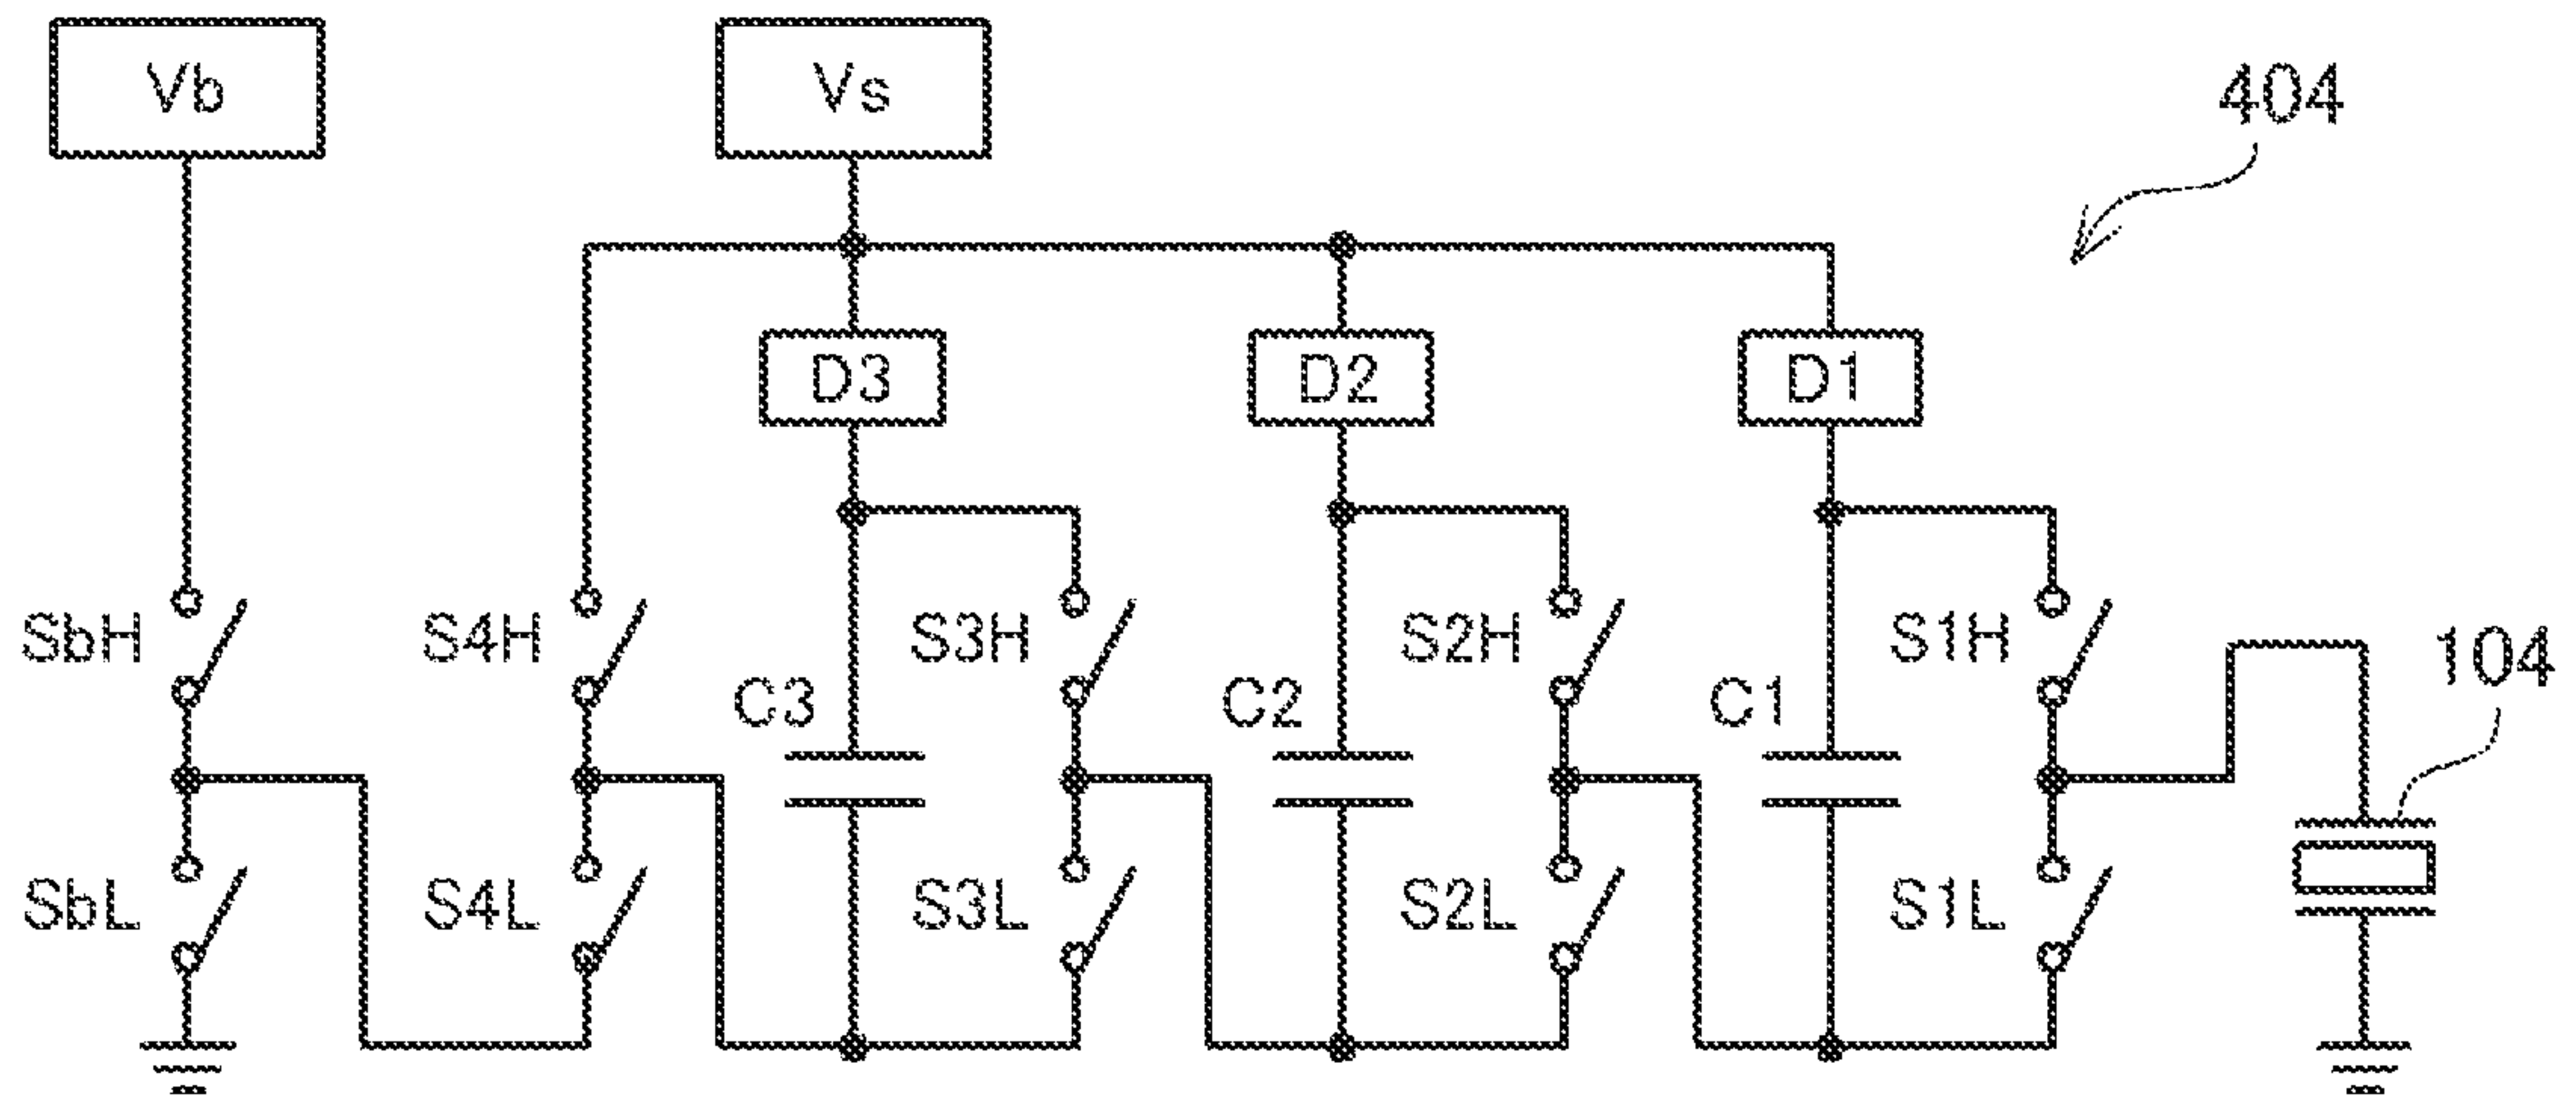 Vb
Vs
404
D3
D2
D1
SbH
S4H
S3H
S2H
S1H
104
C3
C2
C1
SbL
S4L
S3L
S2L
S1L